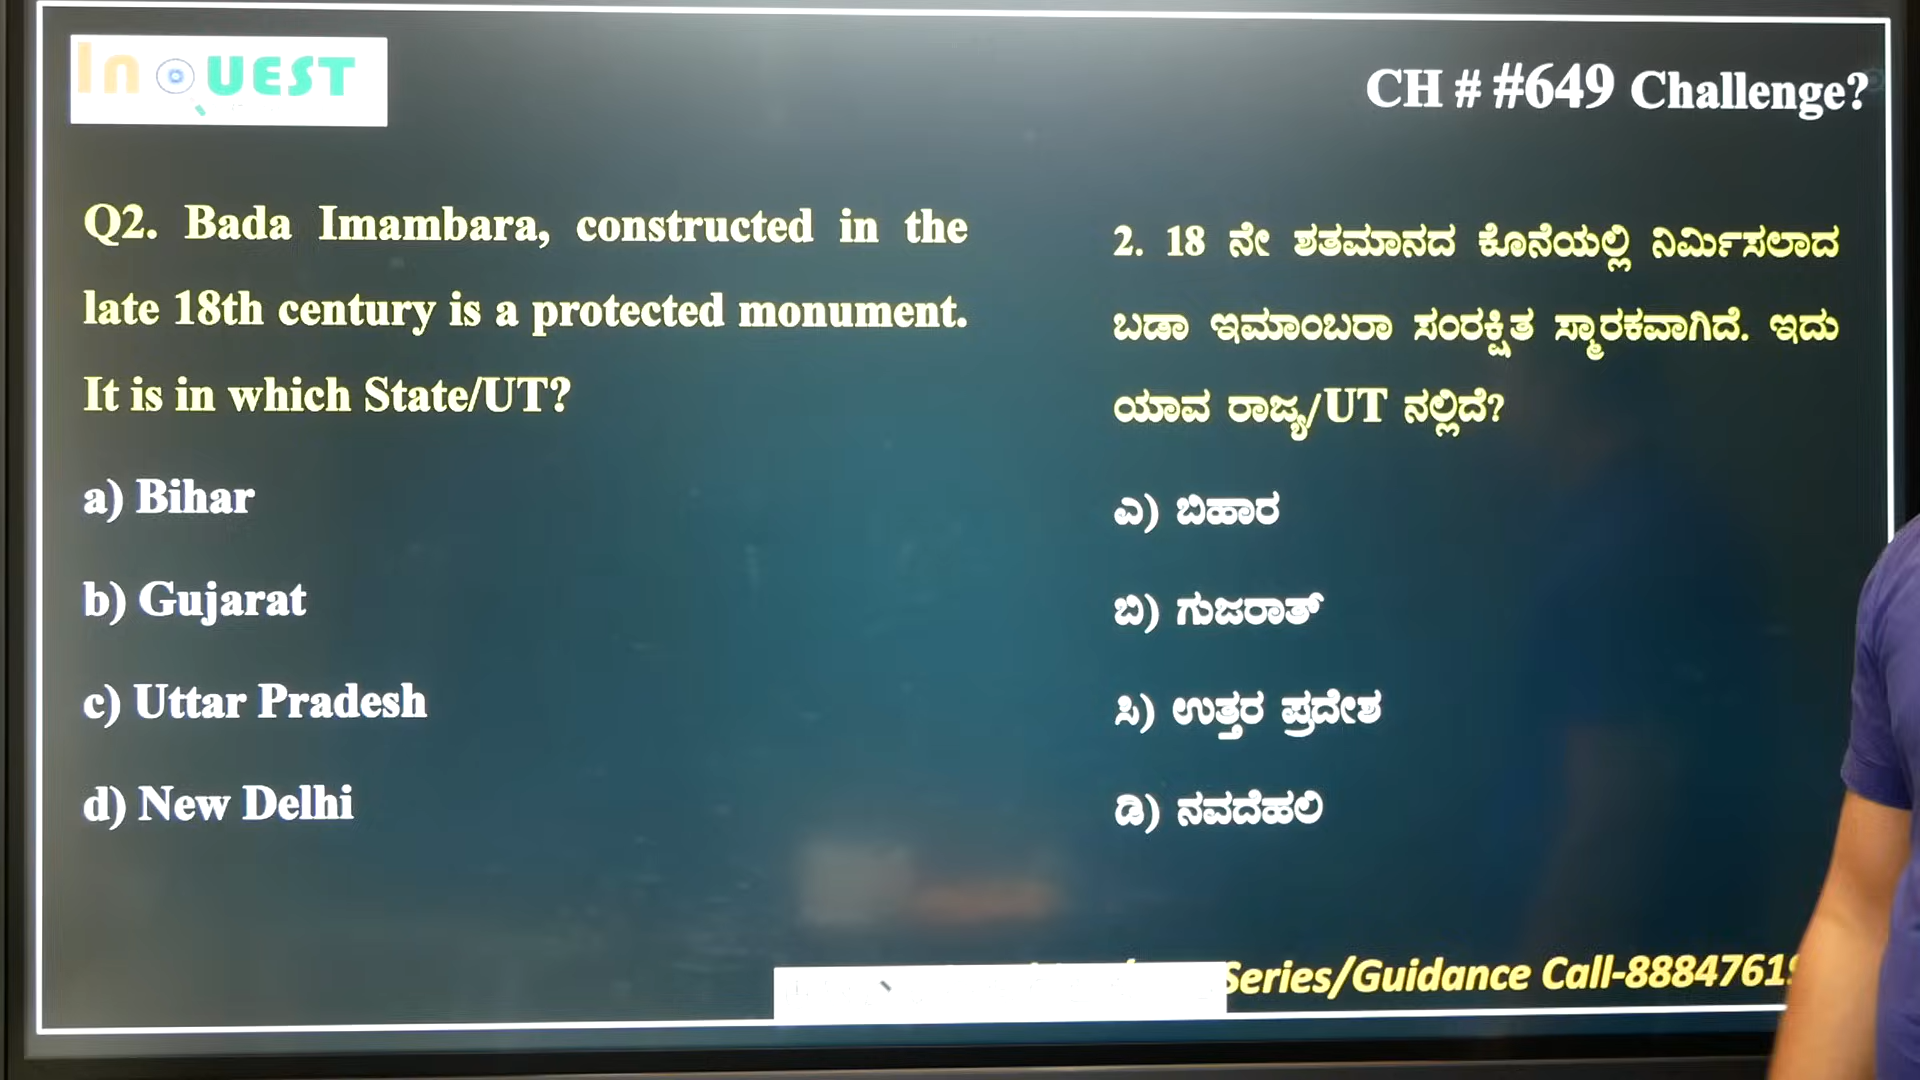 In QUEST
CH # #649 Challenge?
Q2. Bada Imambara, constructed in the
late 18th century is a protected monument.
It is in which State/UT?
a) Bihar
b) Gujarat
c) Uttar Pradesh
d) New Delhi
2. 18 ನೇ ಶತಮಾನದ ಕೊನೆಯಲ್ಲಿ ನಿರ್ಮಿಸಲಾದ
ಬಡಾ ಇಮಾಂಬರಾ ಸಂರಕ್ಷಿತ ಸ್ಮಾರಕವಾಗಿದೆ. ಇದು
ಯಾವ ರಾಜ್ಯ/UT ನಲ್ಲಿದೆ?
ಎ) ಬಿಹಾರ
ಬಿ) ಗುಜರಾತ್
ಸಿ) ಉತ್ತರ ಪ್ರದೇಶ
ಡಿ) ನವದೆಹಲಿ
Series/Guidance Call-8884761